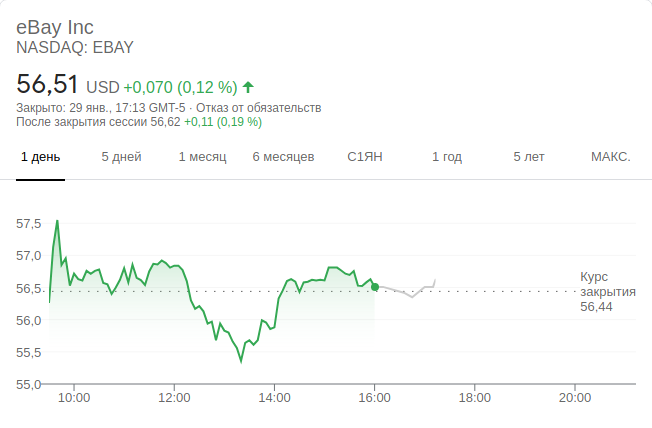 eBay Inc
NASDAQ: EBAY
56,51 USD +0,070 (0,12 %)
Закрыто: 29 янв., 17:13 GMT-5 · Отказ от обязательств
После закрытия сессии 56,62 +0,11 (0,19 %)
1 день 5 дней 1 месяц 6 месяцев С1ЯН 1 год 5 лет МАКС.
57,5
57,0
56,5
56,0
55,5
55,0
Курс
закрытия
56,44
10:00 12:00 14:00 16:00 18:00 20:00